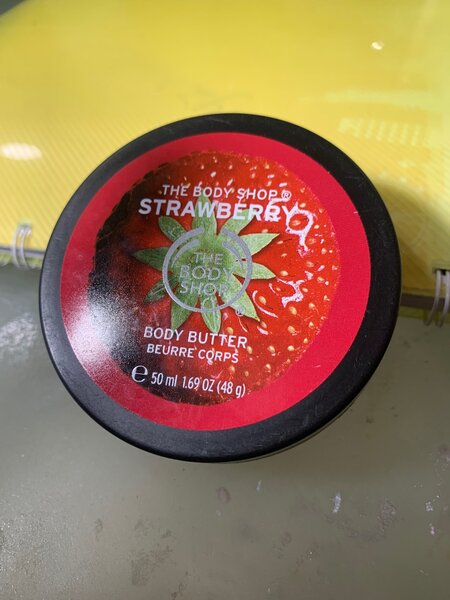 THE BODY SHOP ®
STRAWBERRY
THE
BODY
SHOP
®
BODY BUTTER
BEURRE CORPS
℮ 50 ml 1.69 OZ (48 g)